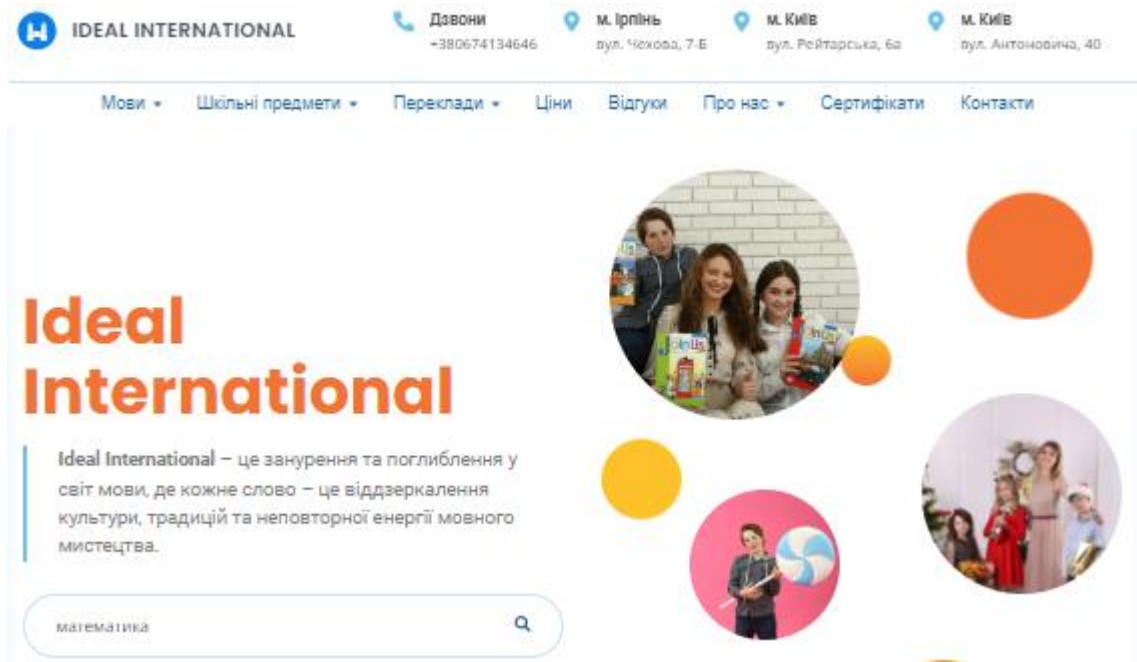 IDEAL INTERNATIONAL
Дзвони
+380674134646
м. Ірпінь
вул. Чехова, 7-Б
м. Київ
вул. Рейтарська, 6а
м. Київ
вул. Антоновича, 40
Мови Шкільні предмети Переклади Ціни Відгуки Про нас Сертифікати Контакти
Ideal
International
Ideal International – це занурення та поглиблення у
світ мови, де кожне слово – це віддзеркалення
культури, традицій та неповторної енергії мовного
мистецтва.
математика